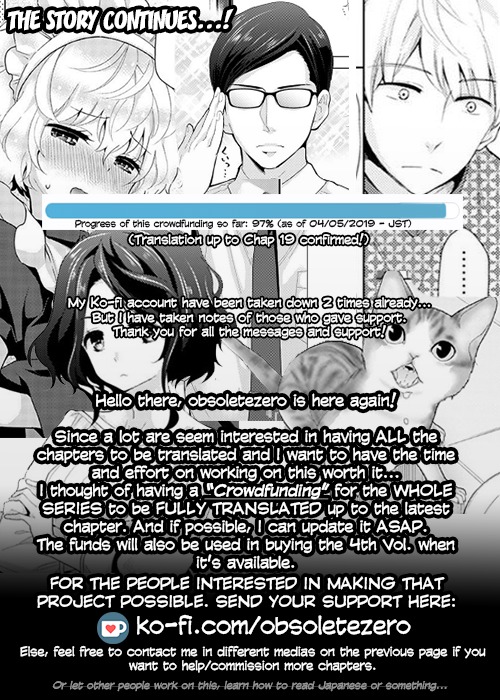 THE STORY CONTINUES...!
Progress of this crowdfunding so far: 97% (as of 04/05/2019 - JST)
(Translation up to Chap 19 confirmed!)
My Ko-fi account have been taken down 2 times already...
But I have taken notes of those who gave support.
Thank you for all the messages and support!
Hello there, obsoletezero is here again!
Since a lot are seem interested in having ALL the
chapters to be translated and I want to have the time
and effort on working on this worth it...
I thought of having a "Crowdfunding" for the WHOLE
SERIES to be FULLY TRANSLATED up to the latest
chapter. And if possible, I can update it ASAP.
The funds will also be used in buying the 4th Vol. when
it's available.
FOR THE PEOPLE INTERESTED IN MAKING THAT
PROJECT POSSIBLE. SEND YOUR SUPPORT HERE:
ko-fi.com/obsoletezero
Else, feel free to contact me in different medias on the previous page if you
want to help/commission more chapters.
Or let other people work on this, learn how to read Japanese or something...